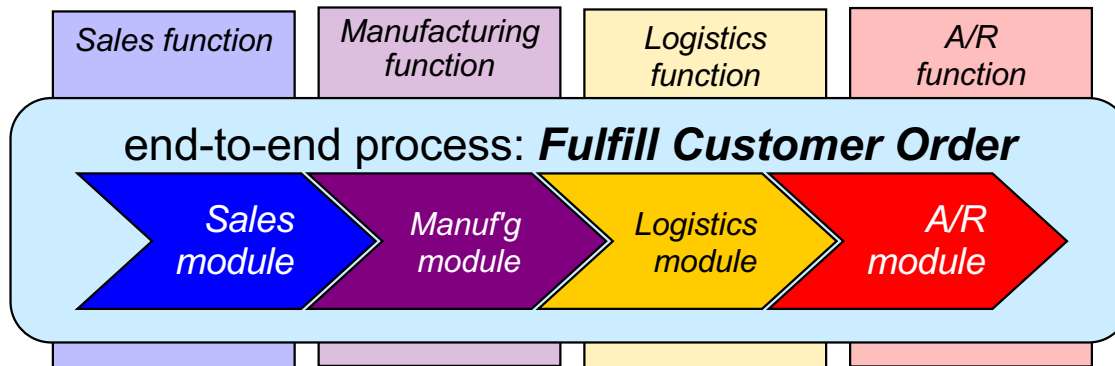 Sales function
Manufacturing
function
Logistics
function
A/R
function
end-to-end process: Fulfill Customer Order
Sales
module
Manuf'g
module
Logistics
module
A/R
module